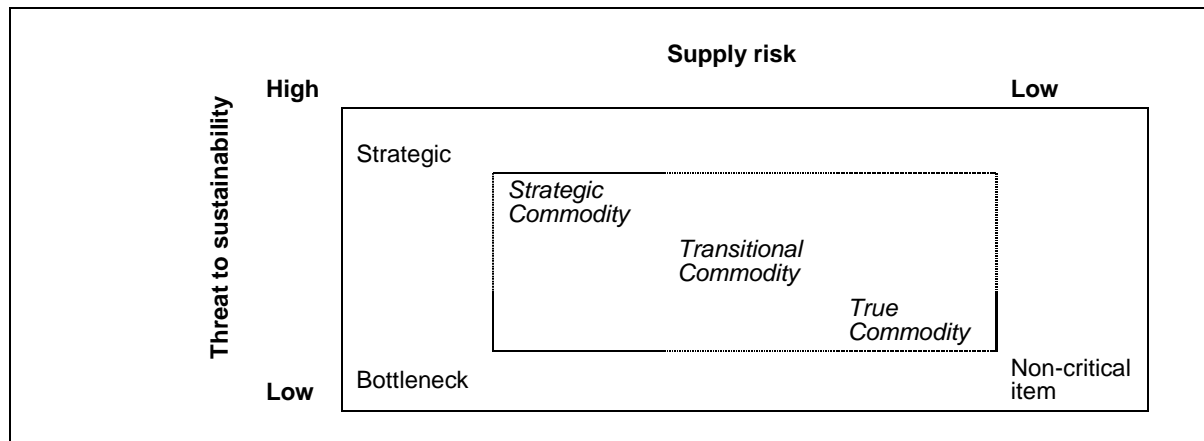 Supply risk
High
Low
Threat to sustainability
Strategic
Strategic
Commodity
Transitional
Commodity
True
Commodity
Bottleneck
Non-critical
item
Low